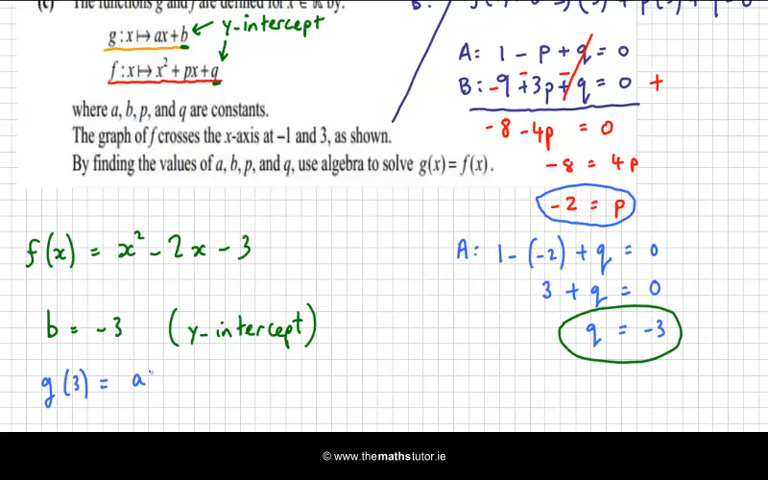 (c) The functions g and f are defined for x ∈ ℝ by:
g : x ↦ ax + b
y-intercept
f : x ↦ x² + px + q
where a, b, p, and q are constants.
The graph of f crosses the x-axis at −1 and 3, as shown.
By finding the values of a, b, p, and q, use algebra to solve g(x) = f(x).
A: 1 - p + q = 0
B: -9 +3p + q = 0 +
-8 - 4p = 0
-8 = 4p
-2 = p
f(x) = x² - 2x - 3
A: 1 - (-2) + q = 0
3 + q = 0
b = -3 (y-intercept)
q = -3
g(3) = a
© www.themathstutor.ie